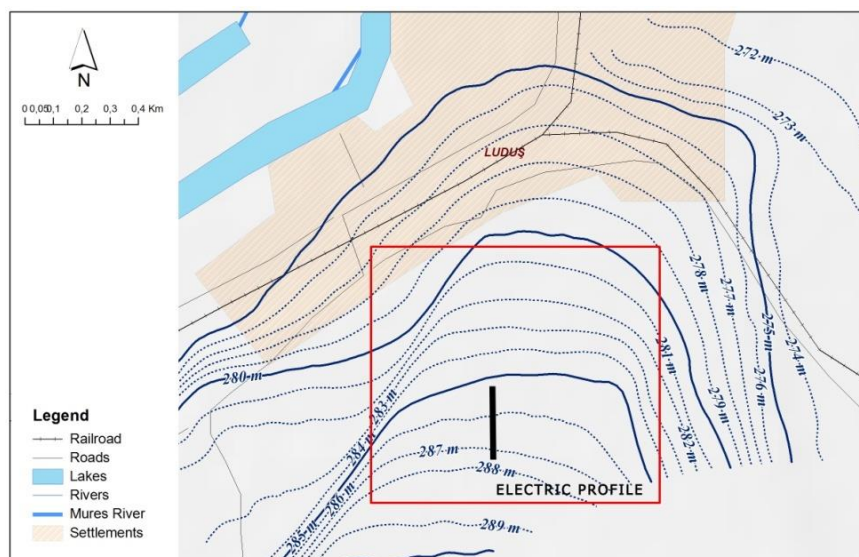 N
0 0,05 0,1 0,2 0,3 0,4 Km
Legend
Railroad
Roads
Lakes
Rivers
Mures River
Settlements
LUDUŞ
272 m
273 m
274 m
275 m
276 m
277 m
278 m
279 m
280 m
281 m
282 m
283 m
284 m
285 m
286 m
287 m
288 m
289 m
ELECTRIC PROFILE